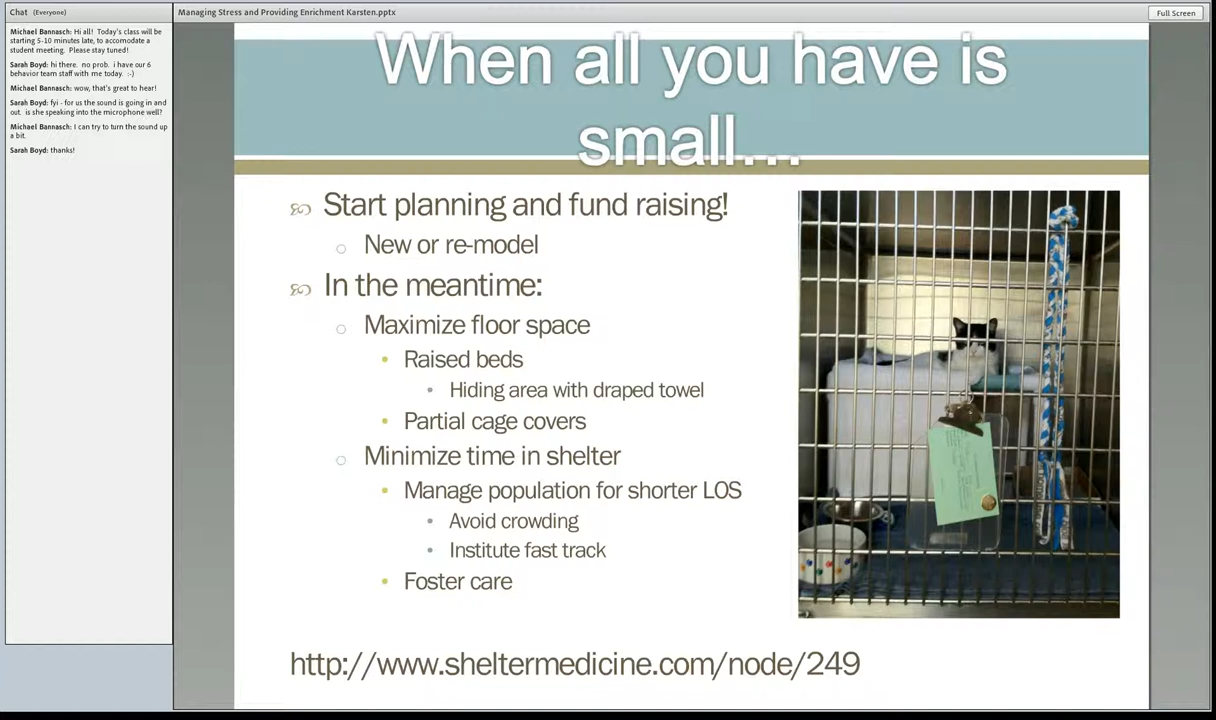 Chat (Everyone)
Michael Bannasch: Hi all! Today's class will be
starting 5-10 minutes late, to accomodate a
student meeting. Please stay tuned!
Sarah Boyd: hi there. no prob. i have our 6
behavior team staff with me today. :-)
Michael Bannasch: wow, that's great to hear!
Sarah Boyd: fyi - for us the sound is going in and
out. is she speaking into the microphone well?
Michael Bannasch: I can try to turn the sound up
a bit.
Sarah Boyd: thanks!
Managing Stress and Providing Enrichment Karsten.pptx
Full Screen
When all you have is
small...
Start planning and fund raising!
New or re-model
In the meantime:
Maximize floor space
Raised beds
Hiding area with draped towel
Partial cage covers
Minimize time in shelter
Manage population for shorter LOS
Avoid crowding
Institute fast track
Foster care
http://www.sheltermedicine.com/node/249